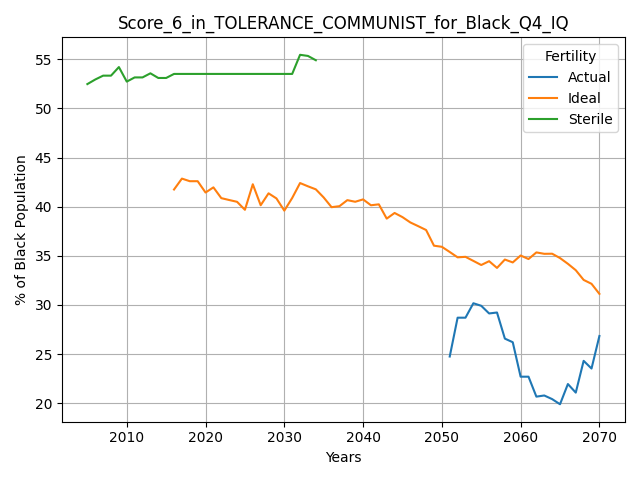 Score_6_in_TOLERANCE_COMMUNIST_for_Black_Q4_IQ
Fertility
Actual
Ideal
Sterile
% of Black Population
55
50
45
40
35
30
25
20
2010 2020 2030 2040 2050 2060 2070
Years